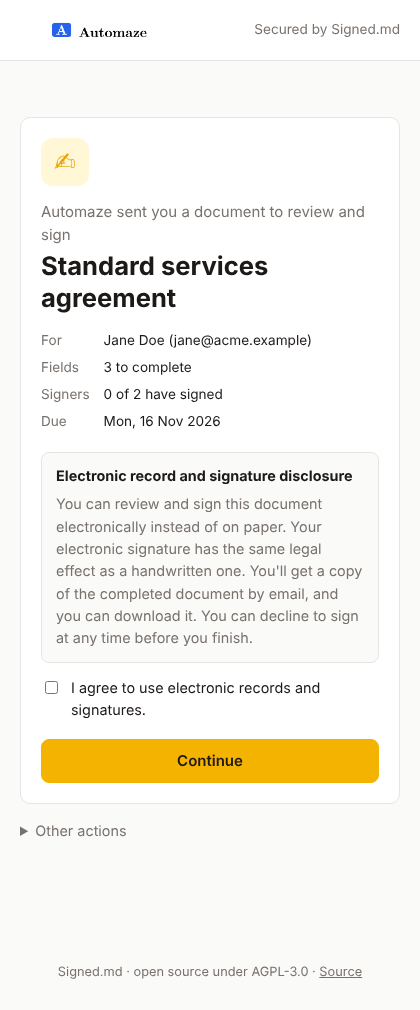 A Automaze
Secured by Signed.md
Automaze sent you a document to review and
sign
Standard services
agreement
For Jane Doe (jane@acme.example)
Fields 3 to complete
Signers 0 of 2 have signed
Due Mon, 16 Nov 2026
Electronic record and signature disclosure
You can review and sign this document
electronically instead of on paper. Your
electronic signature has the same legal
effect as a handwritten one. You'll get a copy
of the completed document by email, and
you can download it. You can decline to sign
at any time before you finish.
I agree to use electronic records and
signatures.
Continue
Other actions
Signed.md · open source under AGPL-3.0 · Source